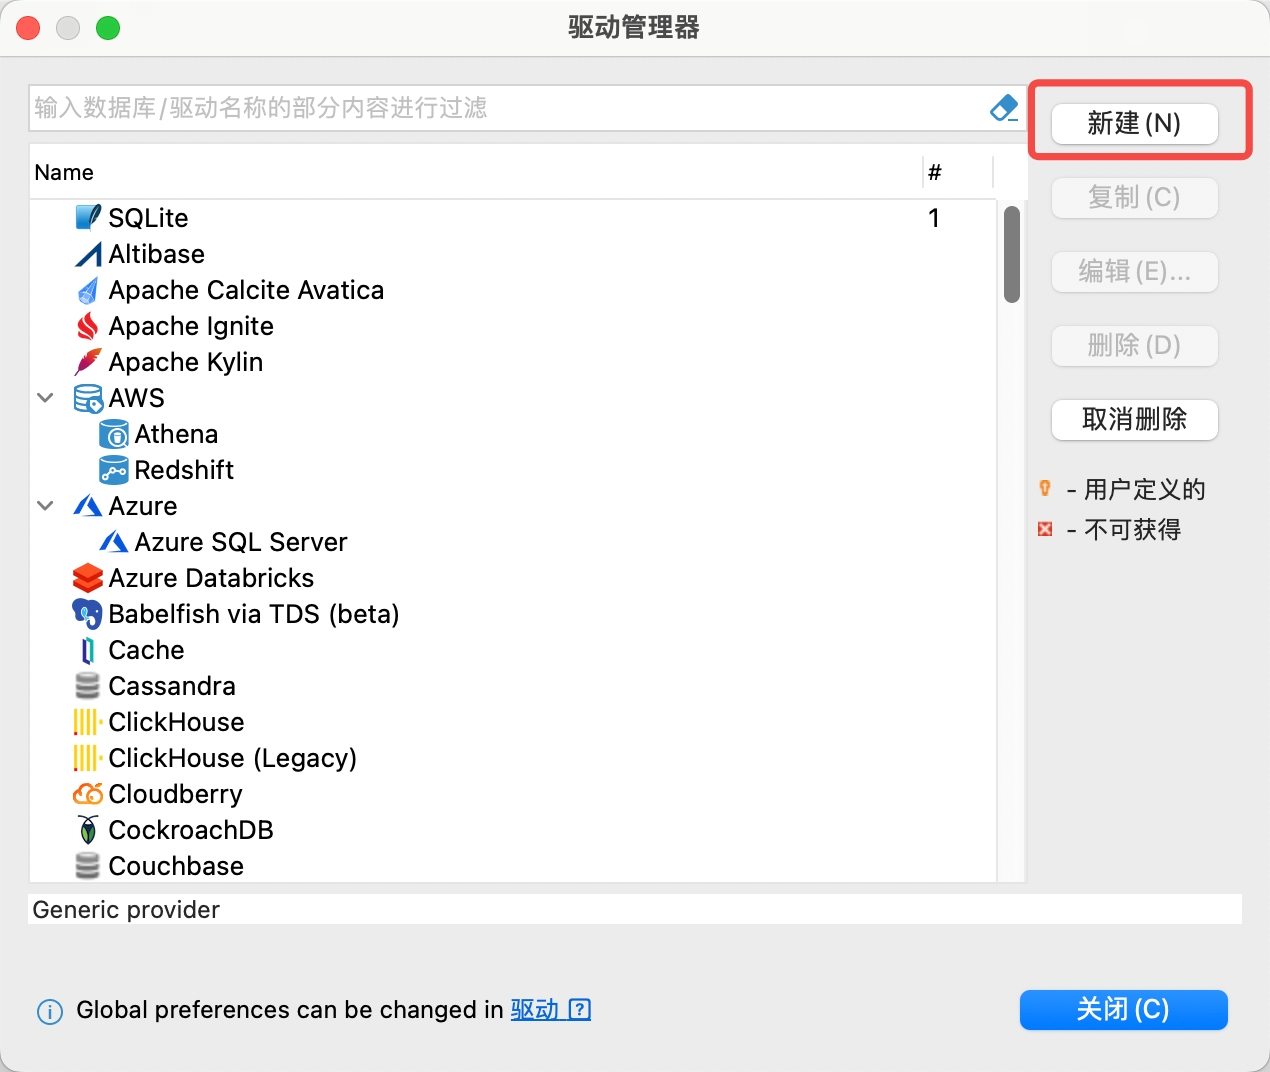 驱动管理器
输入数据库/驱动名称的部分内容进行过滤
新建(N)
Name #
复制(C)
SQLite 1
Altibase
编辑(E)...
Apache Calcite Avatica
Apache Ignite
删除(D)
Apache Kylin
AWS
取消删除
Athena
Redshift
- 用户定义的
Azure
- 不可获得
Azure SQL Server
Azure Databricks
Babelfish via TDS (beta)
Cache
Cassandra
ClickHouse
ClickHouse (Legacy)
Cloudberry
CockroachDB
Couchbase
Generic provider
Global preferences can be changed in 驱动 ?
关闭(C)